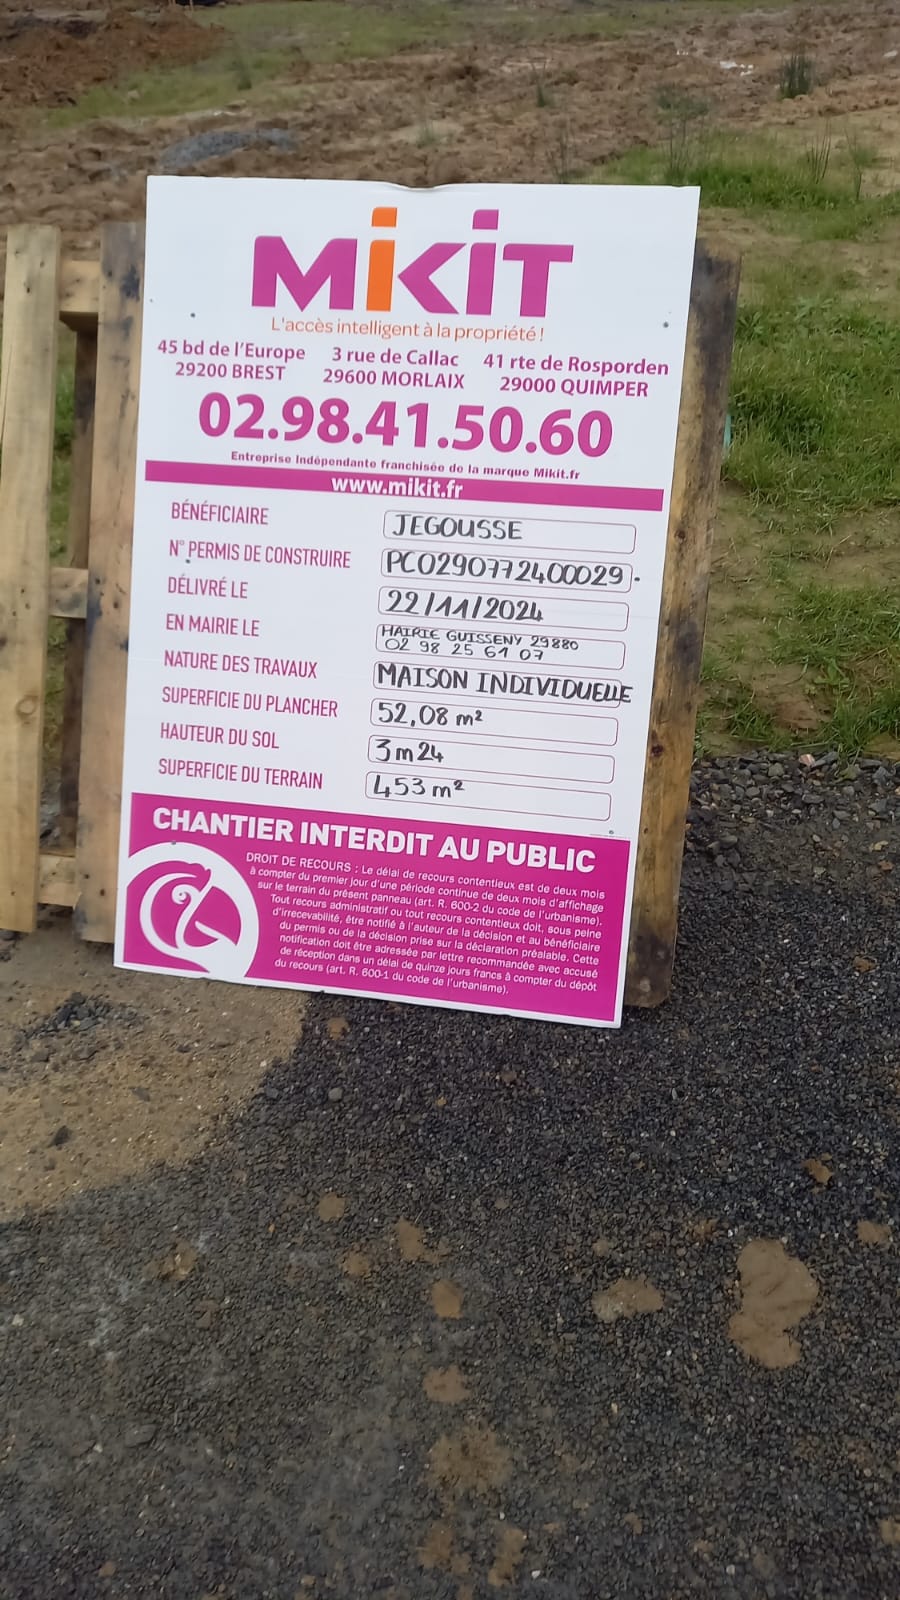 MiKiT
L'accès intelligent à la propriété !
45 bd de l'Europe 3 rue de Callac 41 rte de Rosporden
29200 BREST 29600 MORLAIX 29000 QUIMPER
02.98.41.50.60
Entreprise Indépendante franchisée de la marque Mikit.fr
www.mikit.fr
BÉNÉFICIAIRE JEGOUSSE
N° PERMIS DE CONSTRUIRE PC0290772400029.
DÉLIVRÉ LE 22/11/2024
EN MAIRIE LE MAIRIE GUISSENY 29880
02 98 25 61 07
NATURE DES TRAVAUX MAISON INDIVIDUELLE
SUPERFICIE DU PLANCHER 52,08 m²
HAUTEUR DU SOL 3m24
SUPERFICIE DU TERRAIN 453 m²
CHANTIER INTERDIT AU PUBLIC
DROIT DE RECOURS : Le délai de recours contentieux est de deux mois
à compter du premier jour d'une période continue de deux mois d'affichage
sur le terrain du présent panneau (art. R. 600-2 du code de l'urbanisme).
Tout recours administratif ou tout recours contentieux doit, sous peine
d'irrecevabilité, être notifié à l'auteur de la décision et au bénéficiaire
du permis ou de la décision prise sur la déclaration préalable. Cette
notification doit être adressée par lettre recommandée avec accusé
de réception dans un délai de quinze jours francs à compter du dépôt
du recours (art. R. 600-1 du code de l'urbanisme).